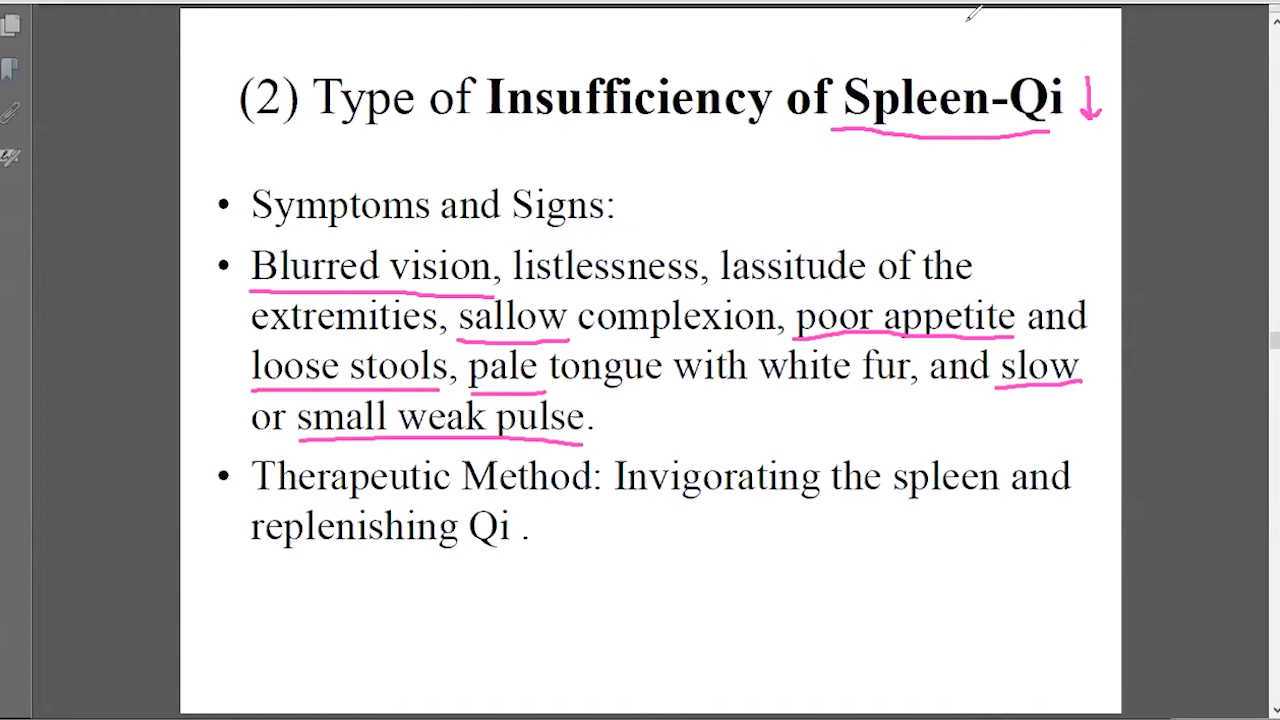 (2) Type of Insufficiency of Spleen-Qi ↓
• Symptoms and Signs:
• Blurred vision, listlessness, lassitude of the
extremities, sallow complexion, poor appetite and
loose stools, pale tongue with white fur, and slow
or small weak pulse.
• Therapeutic Method: Invigorating the spleen and
replenishing Qi .